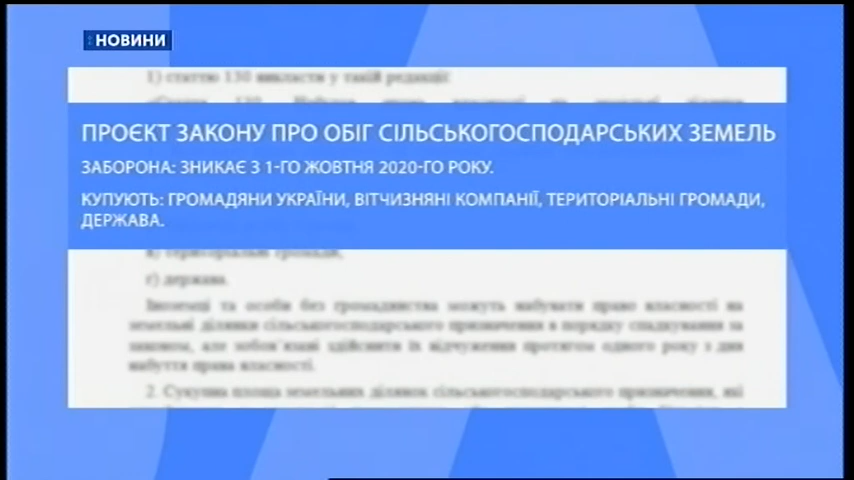 НОВИНИ
1) статтю 130 викласти у такій редакції:
ПРОЄКТ ЗАКОНУ ПРО ОБІГ СІЛЬСЬКОГОСПОДАРСЬКИХ ЗЕМЕЛЬ
ЗАБОРОНА: ЗНИКАЄ З 1-ГО ЖОВТНЯ 2020-ГО РОКУ.
КУПУЮТЬ: ГРОМАДЯНИ УКРАЇНИ, ВІТЧИЗНЯНІ КОМПАНІЇ, ТЕРИТОРІАЛЬНІ ГРОМАДИ,
ДЕРЖАВА.
в) територіальні громади;
г) держава.
Іноземці та особи без громадянства можуть набувати право власності на
земельні ділянки сільськогосподарського призначення в порядку спадкування за
законом, але зобов'язані здійснити їх відчуження протягом одного року з дня
набуття права власності.
2. Сукупна площа земельних ділянок сільськогосподарського призначення, які